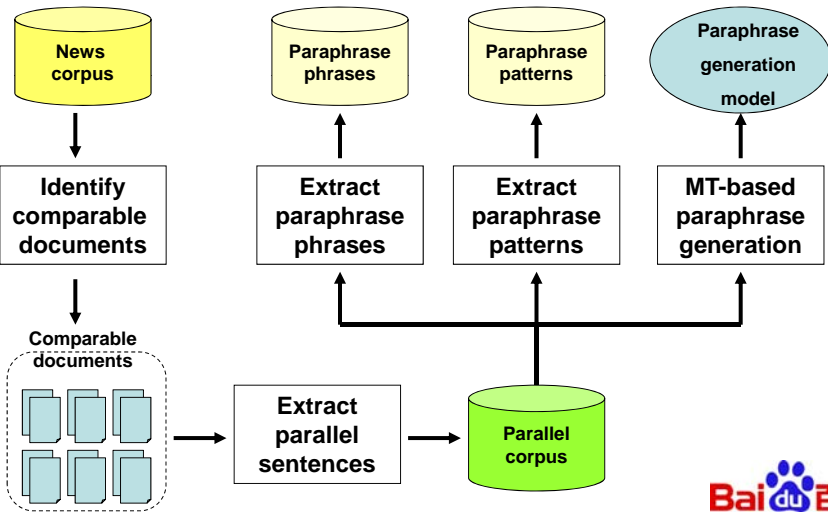 News
corpus
Paraphrase
phrases
Paraphrase
patterns
Paraphrase
generation
model
Identify
comparable
documents
Extract
paraphrase
phrases
Extract
paraphrase
patterns
MT-based
paraphrase
generation
Comparable
documents
Extract
parallel
sentences
Parallel
corpus
Bai du